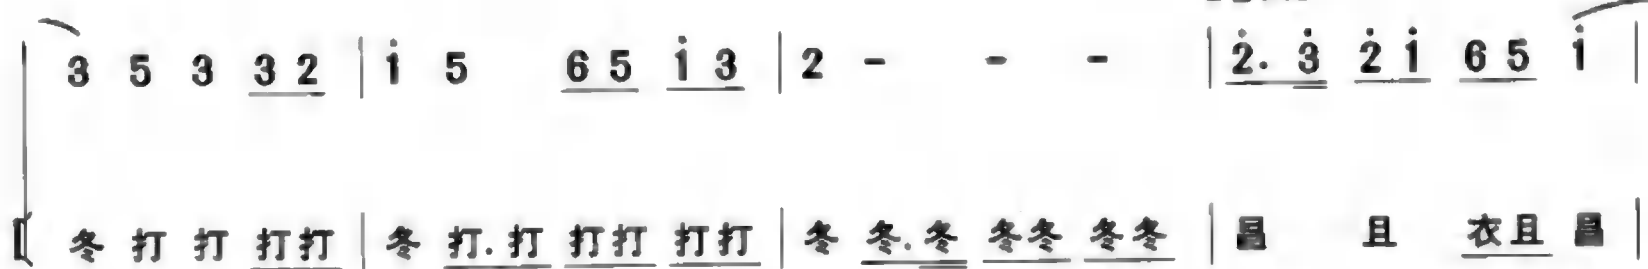 3 5 3 3 2 | i̇ 5 6 5 i̇ 3 | 2 - - - | 2̇. 3̇ 2̇ i̇ 6 5 i̇ |
冬 打 打 打打 | 冬 打.打 打打 打打 | 冬 冬.冬 冬冬 冬冬 | 昌 且 衣且 昌 |